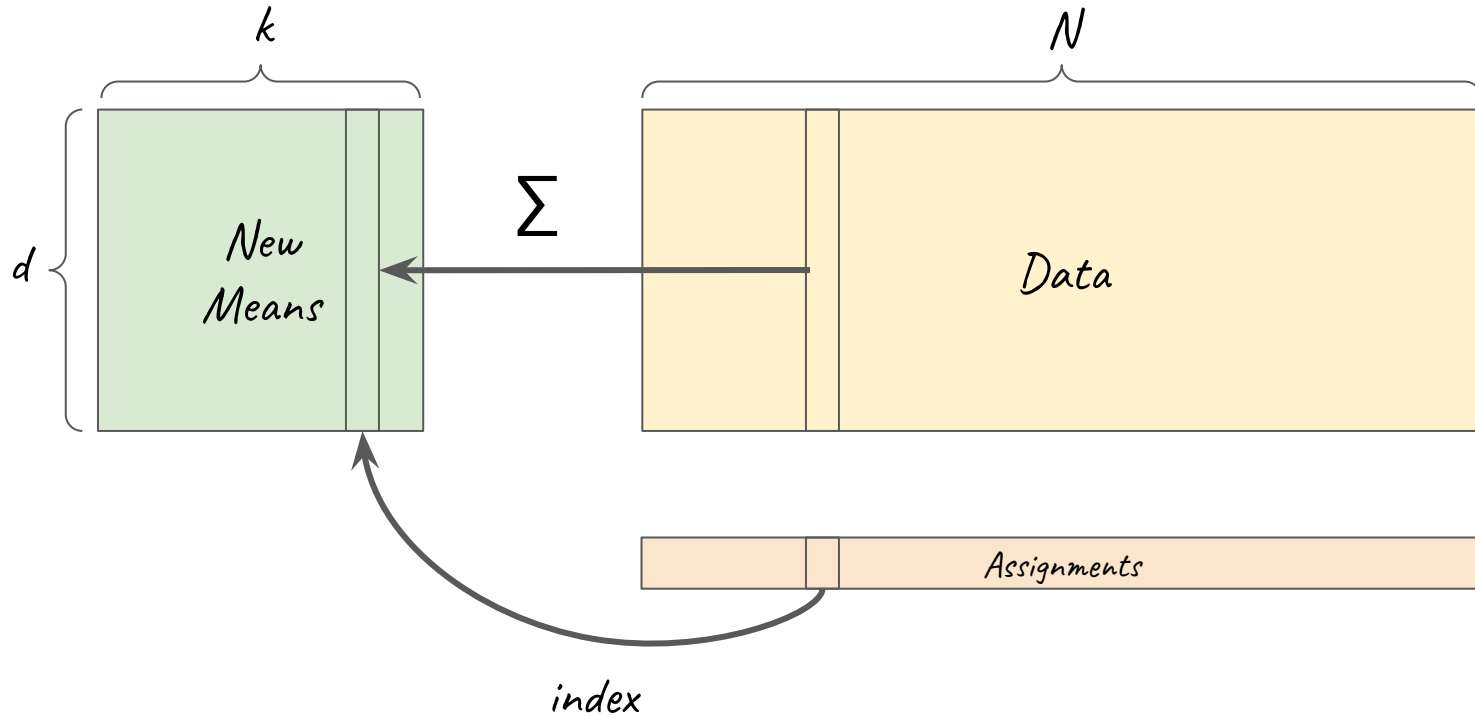 k
N
Σ
New
Means
d
Data
Assignments
index